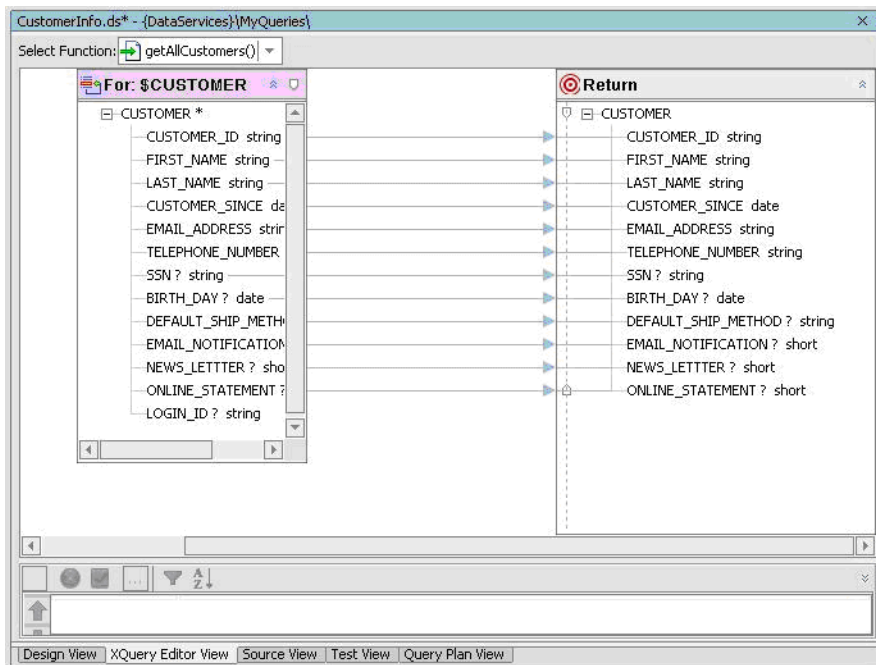 CustomerInfo.ds* - {DataServices}\MyQueries\
Select Function: getAllCustomers()
For: $CUSTOMER
CUSTOMER *
CUSTOMER_ID string
FIRST_NAME string
LAST_NAME string
CUSTOMER_SINCE da
EMAIL_ADDRESS strin
TELEPHONE_NUMBER
SSN ? string
BIRTH_DAY ? date
DEFAULT_SHIP_METH
EMAIL_NOTIFICATION
NEWS_LETTTER ? sho
ONLINE_STATEMENT ?
LOGIN_ID ? string
Return
CUSTOMER
CUSTOMER_ID string
FIRST_NAME string
LAST_NAME string
CUSTOMER_SINCE date
EMAIL_ADDRESS string
TELEPHONE_NUMBER string
SSN ? string
BIRTH_DAY ? date
DEFAULT_SHIP_METHOD ? string
EMAIL_NOTIFICATION ? short
NEWS_LETTTER ? short
ONLINE_STATEMENT ? short
...
A
Z
Design View XQuery Editor View Source View Test View Query Plan View